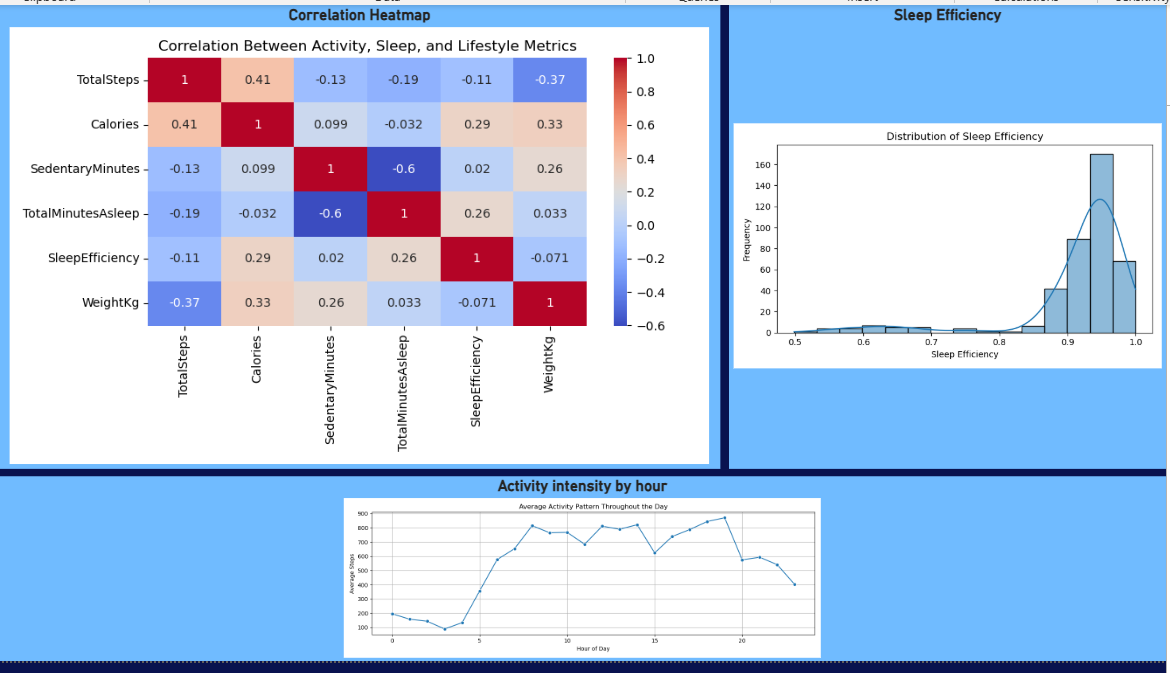 Clipboard Data Queries Insert Calculations Sensitivity
Correlation Heatmap
Correlation Between Activity, Sleep, and Lifestyle Metrics
TotalSteps 1 0.41 -0.13 -0.19 -0.11 -0.37
Calories 0.41 1 0.099 -0.032 0.29 0.33
SedentaryMinutes -0.13 0.099 1 -0.6 0.02 0.26
TotalMinutesAsleep -0.19 -0.032 -0.6 1 0.26 0.033
SleepEfficiency -0.11 0.29 0.02 0.26 1 -0.071
WeightKg -0.37 0.33 0.26 0.033 -0.071 1
TotalSteps Calories SedentaryMinutes TotalMinutesAsleep SleepEfficiency WeightKg
1.0
0.8
0.6
0.4
0.2
0.0
−0.2
−0.4
−0.6
Sleep Efficiency
Distribution of Sleep Efficiency
Frequency
160
140
120
100
80
60
40
20
0
0.5 0.6 0.7 0.8 0.9 1.0
Sleep Efficiency
Activity intensity by hour
Average Activity Pattern Throughout the Day
Average Steps
900
800
700
600
500
400
300
200
100
0 5 10 15 20
Hour of Day